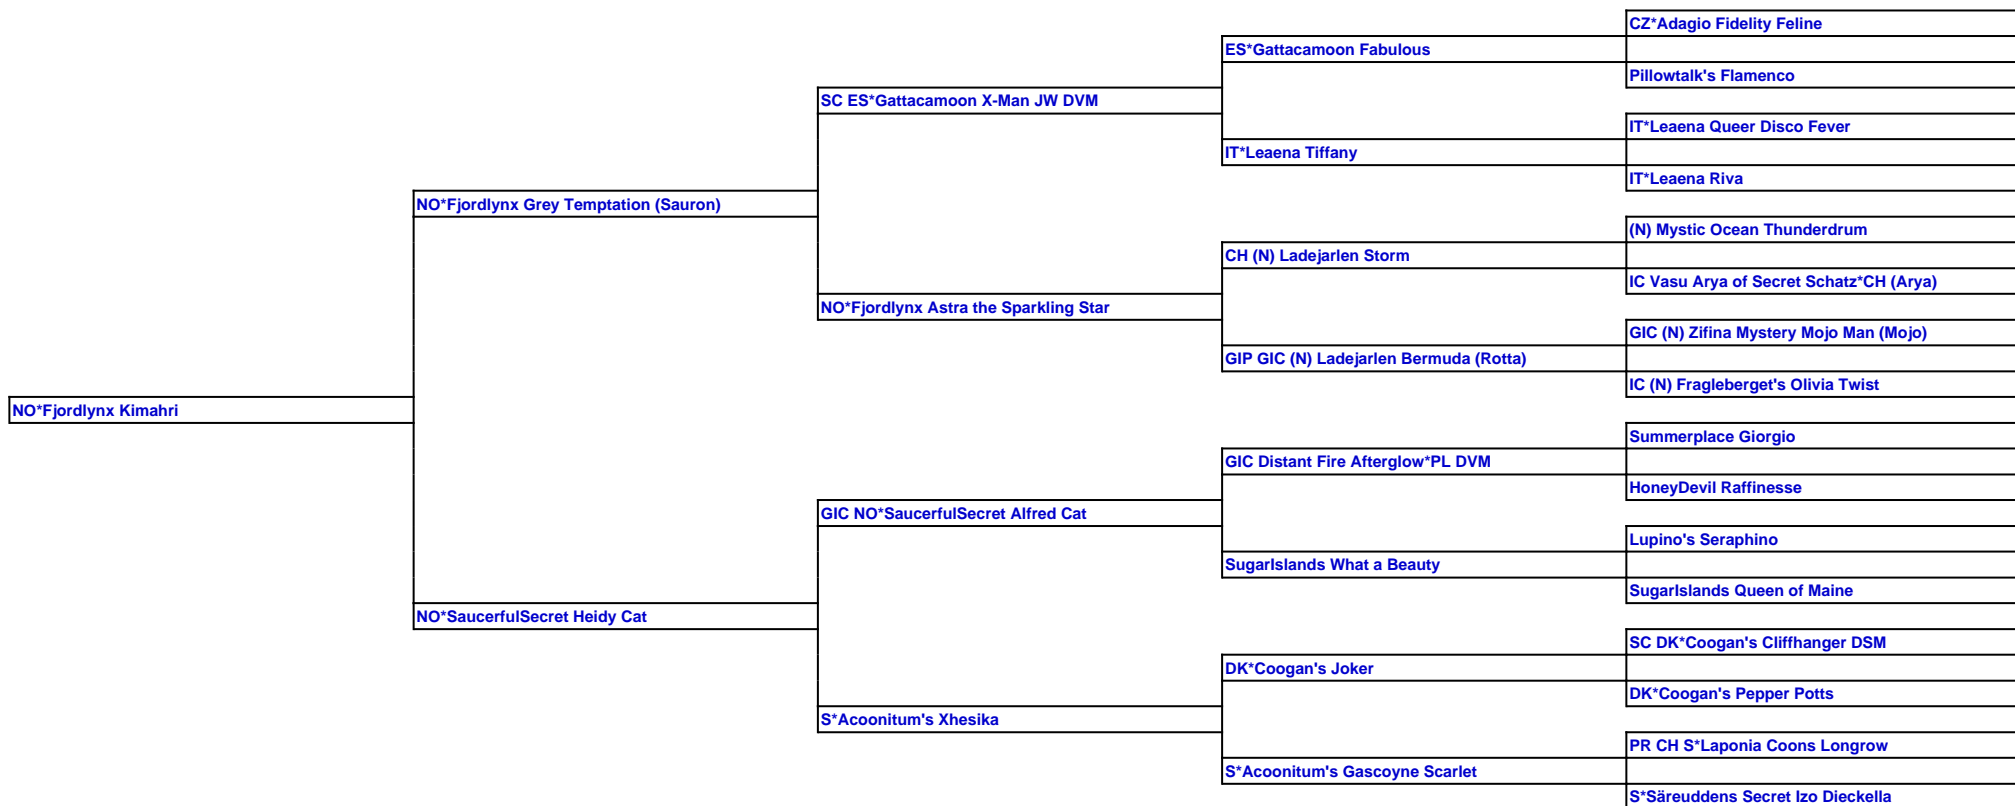 CZ*Adagio Fidelity Feline
ES*Gattacamoon Fabulous
Pillowtalk's Flamenco
SC ES*Gattacamoon X-Man JW DVM
IT*Leaena Queer Disco Fever
IT*Leaena Tiffany
IT*Leaena Riva
NO*Fjordlynx Grey Temptation (Sauron)
(N) Mystic Ocean Thunderdrum
CH (N) Ladejarlen Storm
IC Vasu Arya of Secret Schatz*CH (Arya)
NO*Fjordlynx Astra the Sparkling Star
GIC (N) Zifina Mystery Mojo Man (Mojo)
GIP GIC (N) Ladejarlen Bermuda (Rotta)
IC (N) Fragleberget's Olivia Twist
NO*Fjordlynx Kimahri
Summerplace Giorgio
GIC Distant Fire Afterglow*PL DVM
HoneyDevil Raffinesse
GIC NO*SaucerfulSecret Alfred Cat
Lupino's Seraphino
SugarIslands What a Beauty
SugarIslands Queen of Maine
NO*SaucerfulSecret Heidy Cat
SC DK*Coogan's Cliffhanger DSM
DK*Coogan's Joker
DK*Coogan's Pepper Potts
S*Acoonitum's Xhesika
PR CH S*Laponia Coons Longrow
S*Acoonitum's Gascoyne Scarlet
S*Säreuddens Secret Izo Dieckella